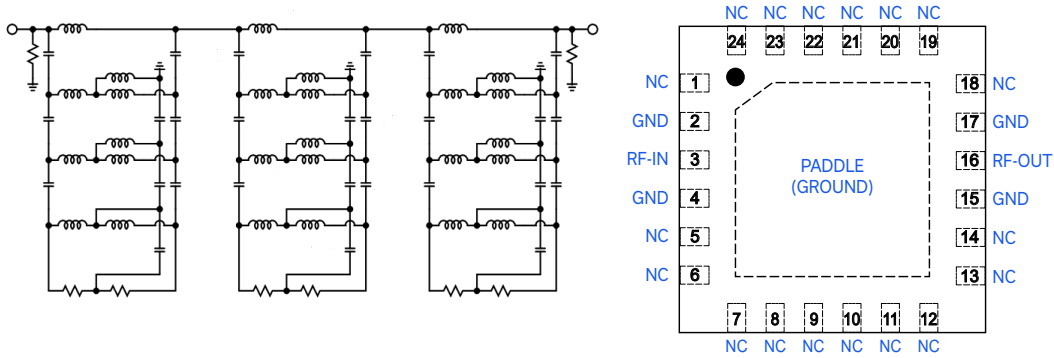 NC NC NC NC NC NC
24 23 22 21 20 19
NC 1 18 NC
GND 2 17 GND
RF-IN 3 16 RF-OUT
PADDLE
(GROUND)
GND 4 15 GND
NC 5 14 NC
NC 6 13 NC
7 8 9 10 11 12
NC NC NC NC NC NC